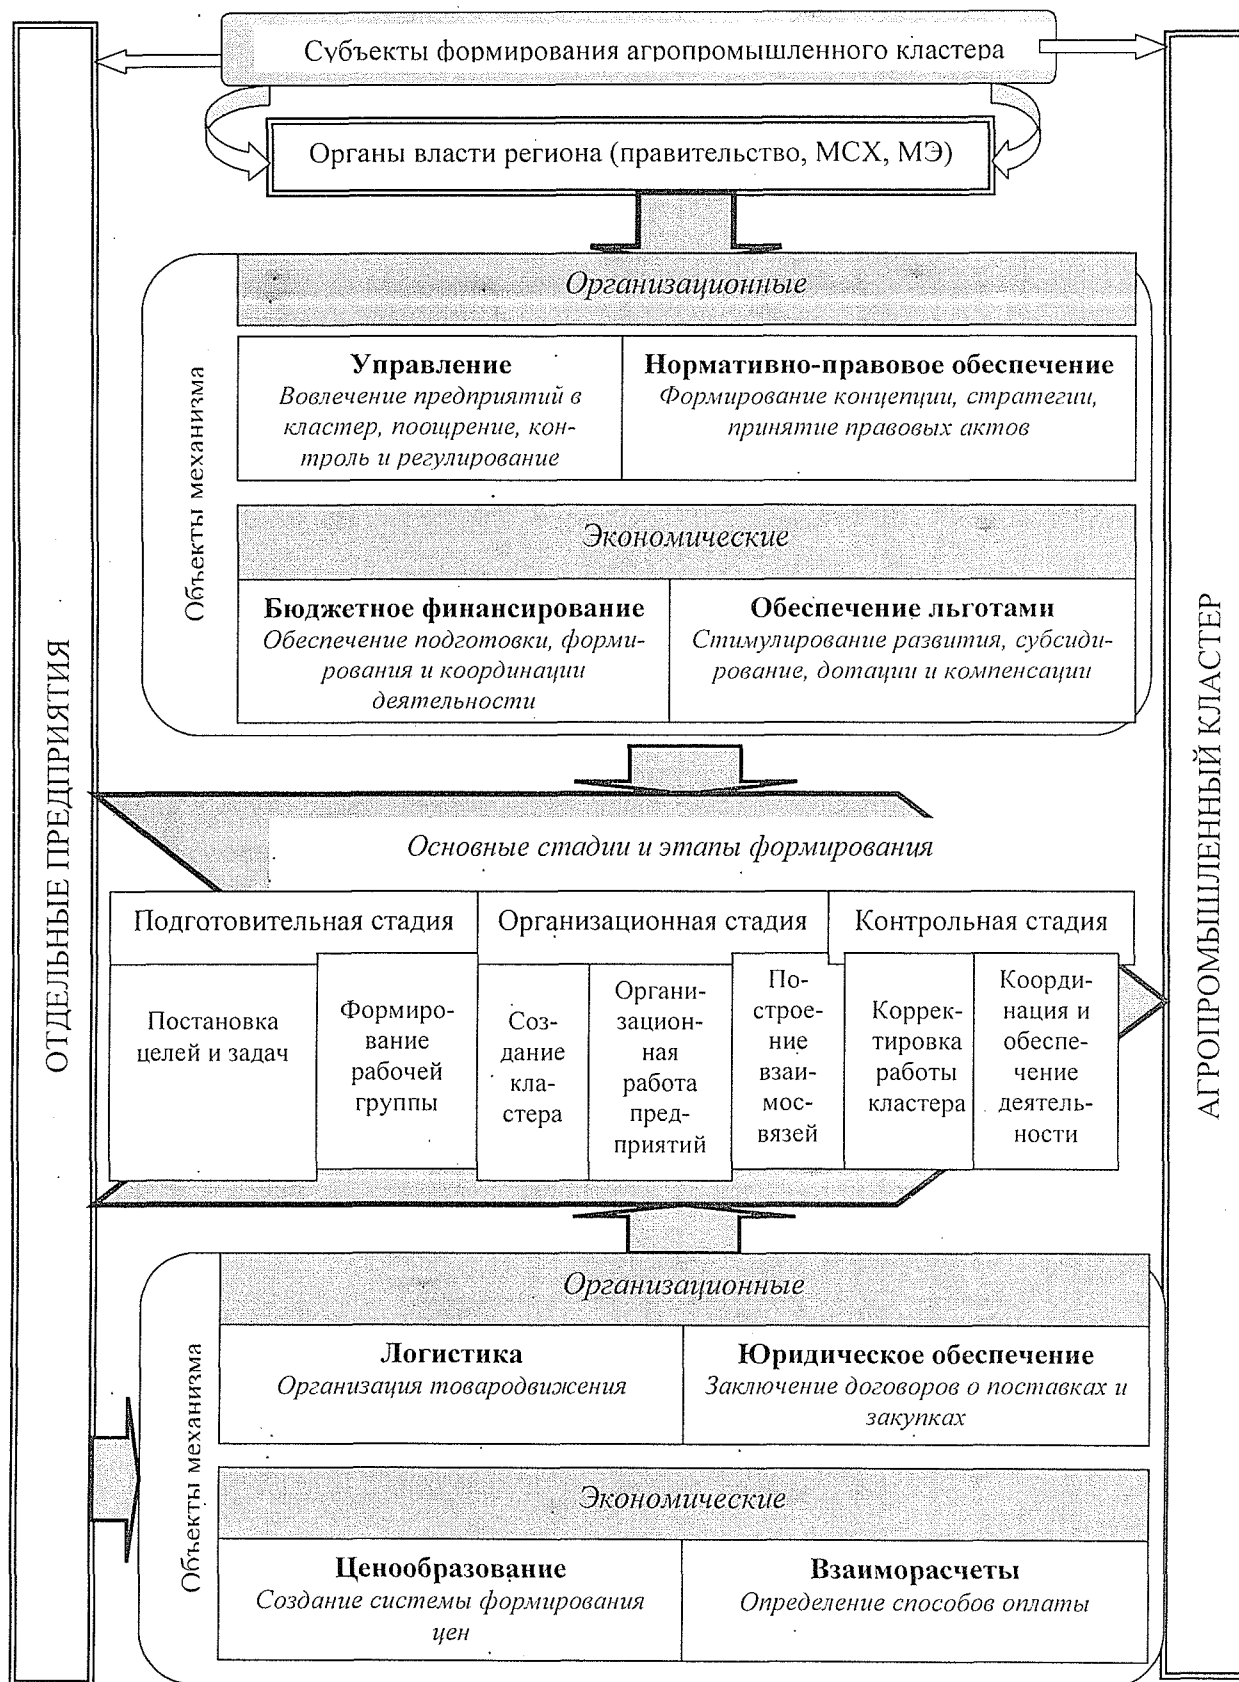 Субъекты формирования агропромышленного кластера
Органы власти региона (правительство, МСХ, МЭ)
ОТДЕЛЬНЫЕ ПРЕДПРИЯТИЯ
АГРОПРОМЫШЛЕННЫЙ КЛАСТЕР
Объекты механизма
Организационные
Управление
Вовлечение предприятий в
кластер, поощрение, кон-
троль и регулирование
Нормативно-правовое обеспечение
Формирование концепции, стратегии,
принятие правовых актов
Экономические
Бюджетное финансирование
Обеспечение подготовки, форми-
рования и координации
деятельности
Обеспечение льготами
Стимулирование развития, субсиди-
рование, дотации и компенсации
Основные стадии и этапы формирования
Подготовительная стадия
Организационная стадия
Контрольная стадия
Постановка
целей и задач
Формиро-
вание
рабочей
группы
Соз-
дание
кла-
стера
Органи-
зацион-
ная
работа
пред-
приятий
По-
строе-
ние
взаи-
мос-
вязей
Коррек-
тировка
работы
кластера
Коорди-
нация и
обеспе-
чение
деятель-
ности
Объекты механизма
Организационные
Логистика
Организация товародвижения
Юридическое обеспечение
Заключение договоров о поставках и
закупках
Экономические
Ценообразование
Создание системы формирования
цен
Взаиморасчеты
Определение способов оплаты